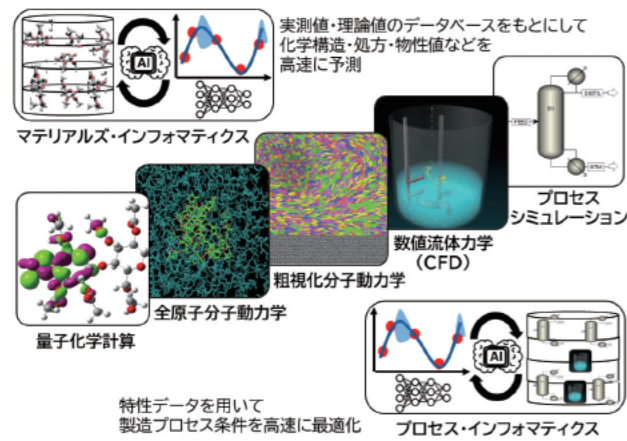 実測値・理論値のデータベースをもとにして
化学構造・処方・物性値などを
高速に予測
AI
マテリアルズ・インフォマティクス
プロセス
シミュレーション
数値流体力学
(CFD)
粗視化分子動力学
全原子分子動力学
量子化学計算
AI
特性データを用いて
製造プロセス条件を高速に最適化
プロセス・インフォマティクス